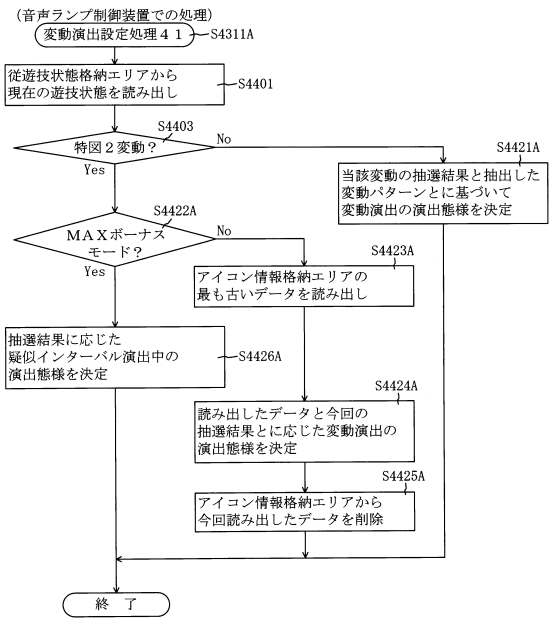 （音声ランプ制御装置での処理）
変動演出設定処理４１
S4311A
従遊技状態格納エリアから
現在の遊技状態を読み出し
S4401
S4403
特図２変動？
No
Yes
S4421A
当該変動の抽選結果と抽出した
変動パターンとに基づいて
変動演出の演出態様を決定
S4422A
ＭＡＸボーナス
モード？
No
Yes
S4423A
アイコン情報格納エリアの
最も古いデータを読み出し
抽選結果に応じた
疑似インターバル演出中の
演出態様を決定
S4426A
S4424A
読み出したデータと今回の
抽選結果とに応じた変動演出の
演出態様を決定
S4425A
アイコン情報格納エリアから
今回読み出したデータを削除
終 了